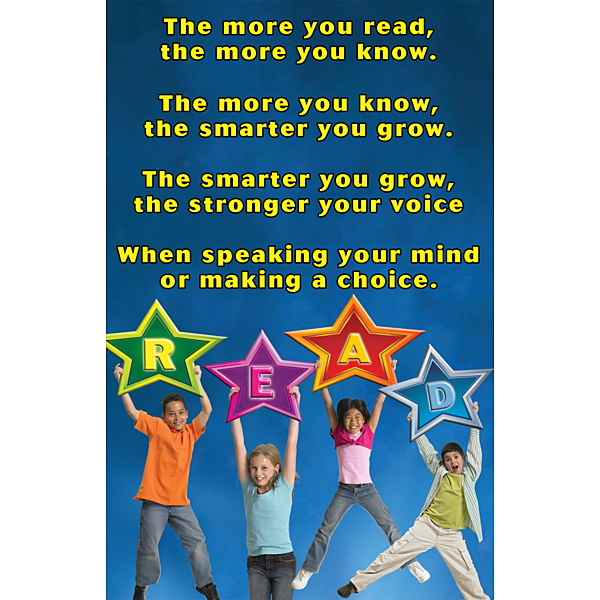 The more you read,
the more you know.
The more you know,
the smarter you grow.
The smarter you grow,
the stronger your voice
When speaking your mind
or making a choice.
R E A D